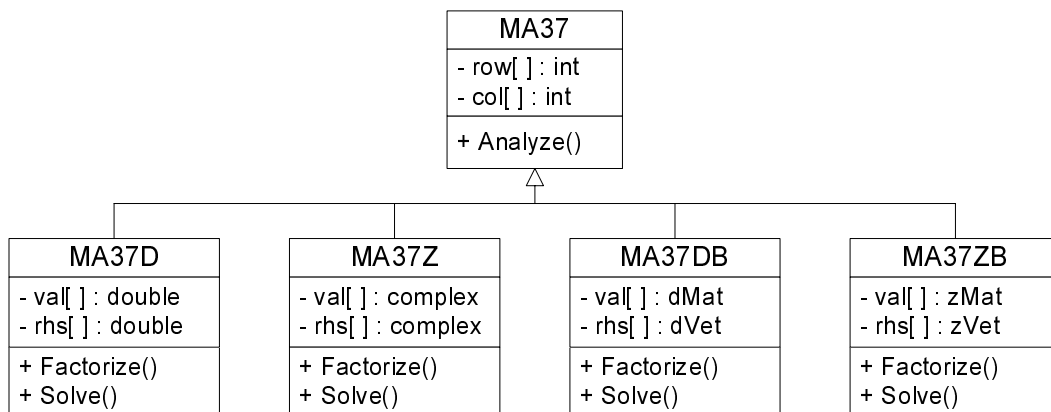 MA37
- row[ ] : int
- col[ ] : int
+ Analyze()
MA37D
- val[ ] : double
- rhs[ ] : double
+ Factorize()
+ Solve()
MA37Z
- val[ ] : complex
- rhs[ ] : complex
+ Factorize()
+ Solve()
MA37DB
- val[ ] : dMat
- rhs[ ] : dVet
+ Factorize()
+ Solve()
MA37ZB
- val[ ] : zMat
- rhs[ ] : zVet
+ Factorize()
+ Solve()